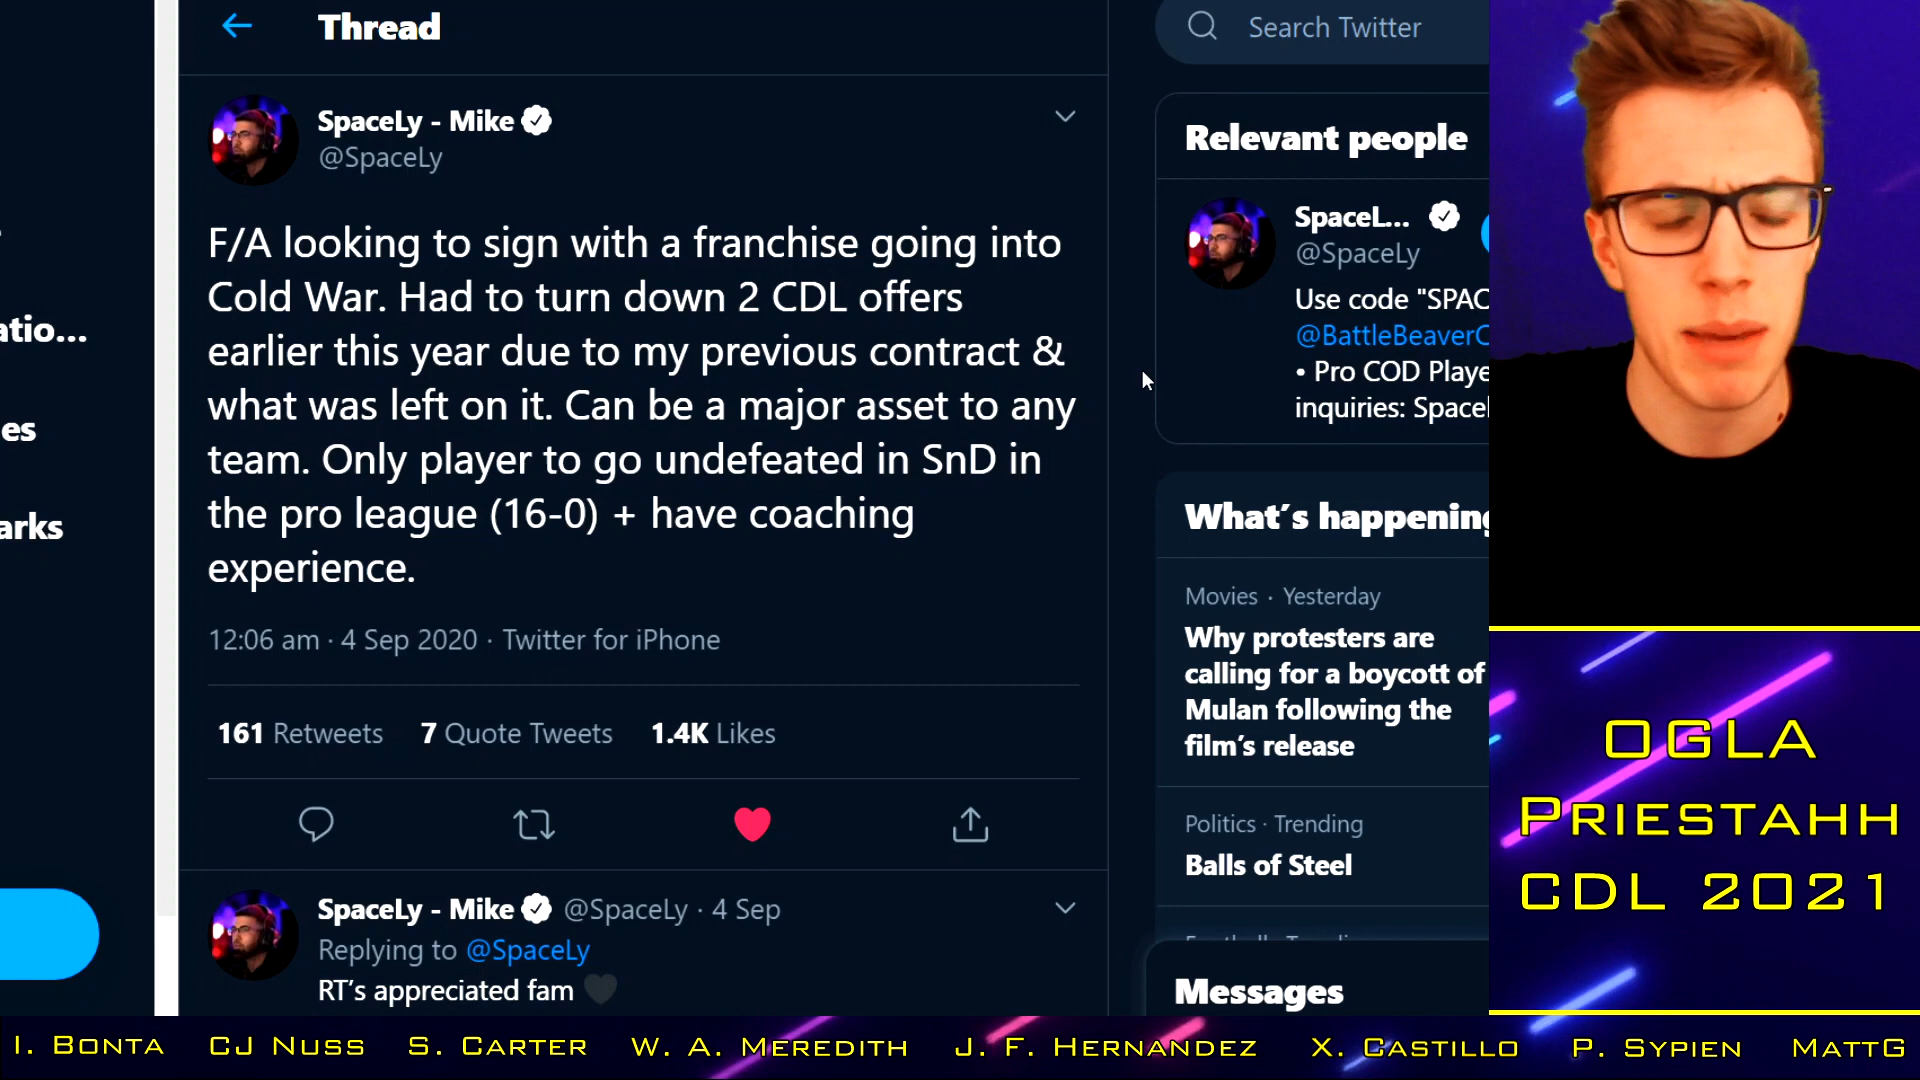 Thread
Search Twitter
SpaceLy - Mike
@SpaceLy
F/A looking to sign with a franchise going into
Cold War. Had to turn down 2 CDL offers
earlier this year due to my previous contract &
what was left on it. Can be a major asset to any
team. Only player to go undefeated in SnD in
the pro league (16-0) + have coaching
experience.
12:06 am · 4 Sep 2020 · Twitter for iPhone
161 Retweets 7 Quote Tweets 1.4K Likes
SpaceLy - Mike @SpaceLy · 4 Sep
Replying to @SpaceLy
RT's appreciated fam
atio...
es
arks
Relevant people
SpaceL...
@SpaceLy
Use code "SPAC
@BattleBeaverC
• Pro COD Playe
inquiries: Spacel
What's happening
Movies · Yesterday
Why protesters are
calling for a boycott of
Mulan following the
film's release
Politics · Trending
Balls of Steel
Messages
OGLA
Priestahh
CDL 2021
I. Bonta CJ Nuss S. Carter W. A. Meredith J. F. Hernandez X. Castillo P. Sypien MattG